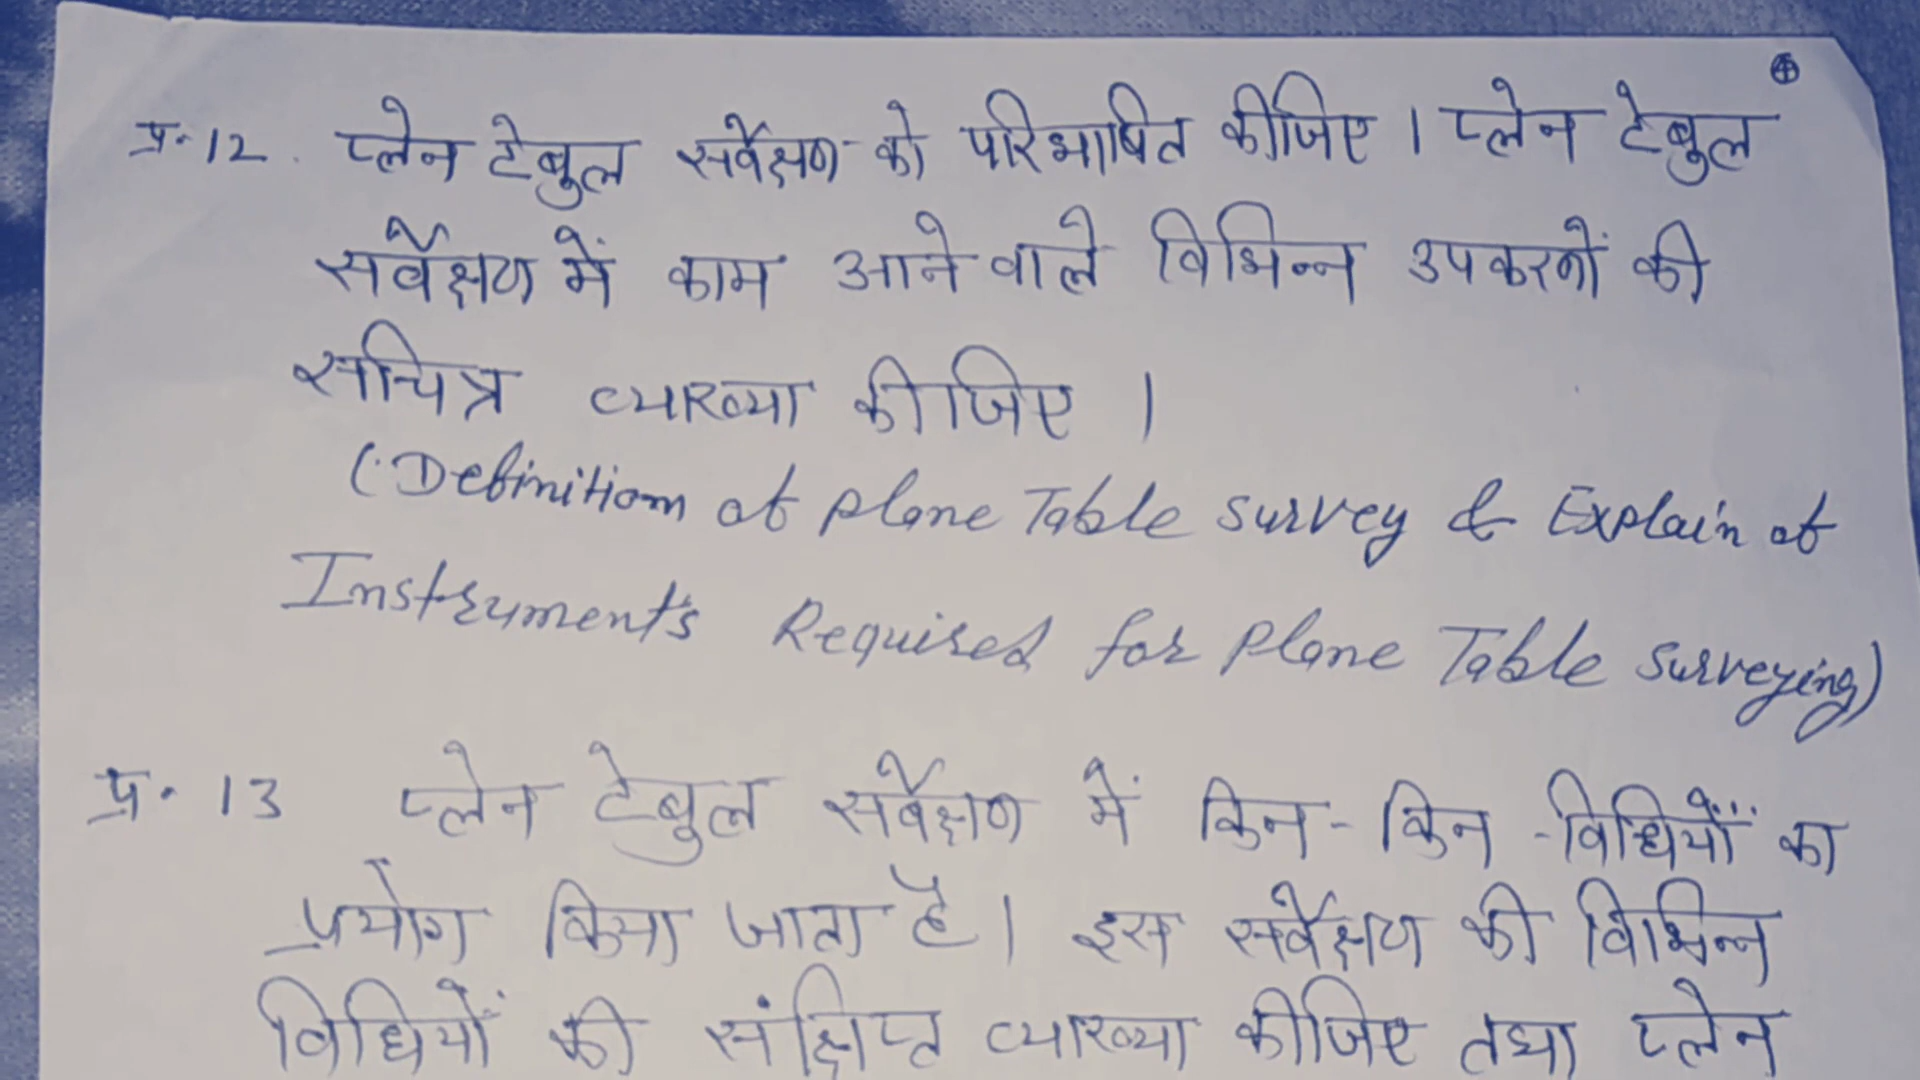 ④
प्र॰12. प्लेन टेबुल सर्वेक्षण को परिभाषित कीजिए । प्लेन टेबुल
सर्वेक्षण में काम आने वाले विभिन्न उपकरणों की
सचित्र व्याख्या कीजिए ।
(Definition of plane Table survey & Explain of
Instruments Required for Plane Table surveying)
प्र॰ 13 प्लेन टेबुल सर्वेक्षण में किन-किन-विधियों का
प्रयोग किया जाता है। इस सर्वेक्षण की विभिन्न
विधियों की संक्षिप्त व्याख्या कीजिए तथा प्लेन